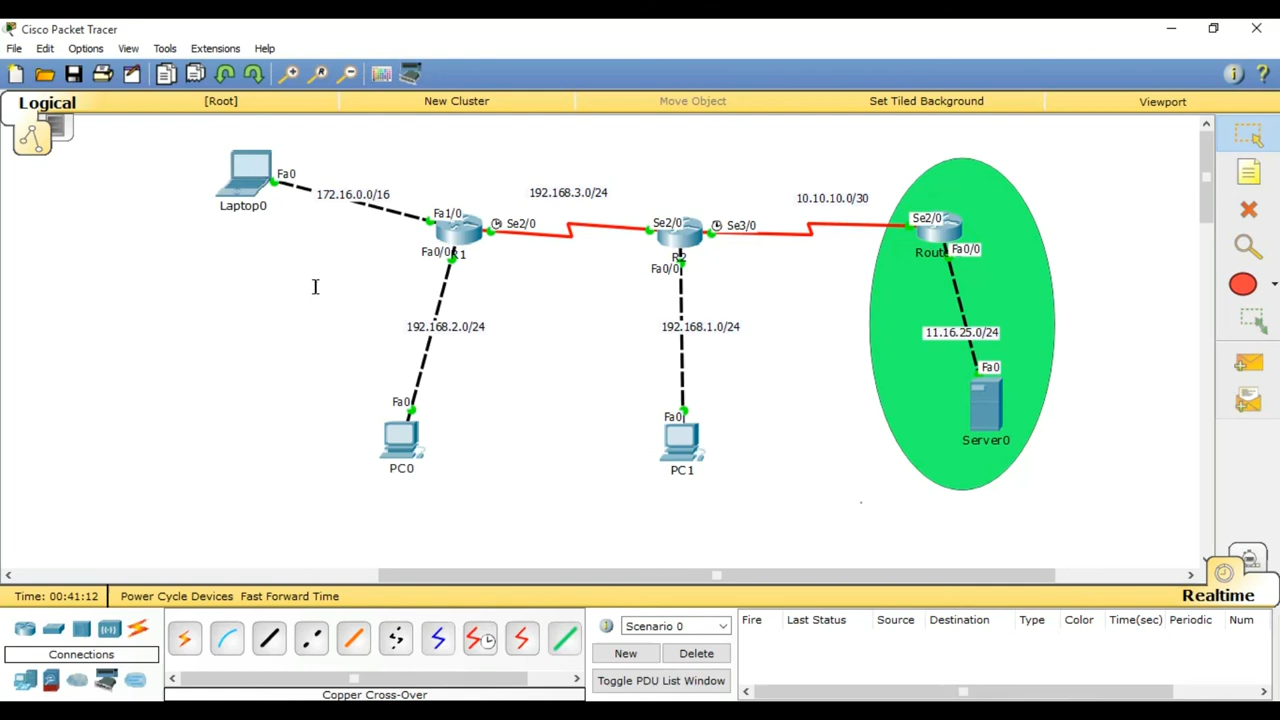 Cisco Packet Tracer
File Edit Options View Tools Extensions Help
Logical [Root] New Cluster Move Object Set Tiled Background Viewport
Fa0
172.16.0.0/16
Laptop0
192.168.3.0/24
10.10.10.0/30
Fa1/0
Se2/0
Se2/0
Se3/0
Se2/0
Fa0/0
R1
Fa0/0
Fa0/0
192.168.2.0/24
192.168.1.0/24
11.16.25.0/24
Fa0
Fa0
Fa0
PC0
PC1
Server0
Time: 00:41:12 Power Cycle Devices Fast Forward Time Realtime
Connections
Copper Cross-Over
Scenario 0
New Delete
Toggle PDU List Window
Fire Last Status Source Destination Type Color Time(sec) Periodic Num